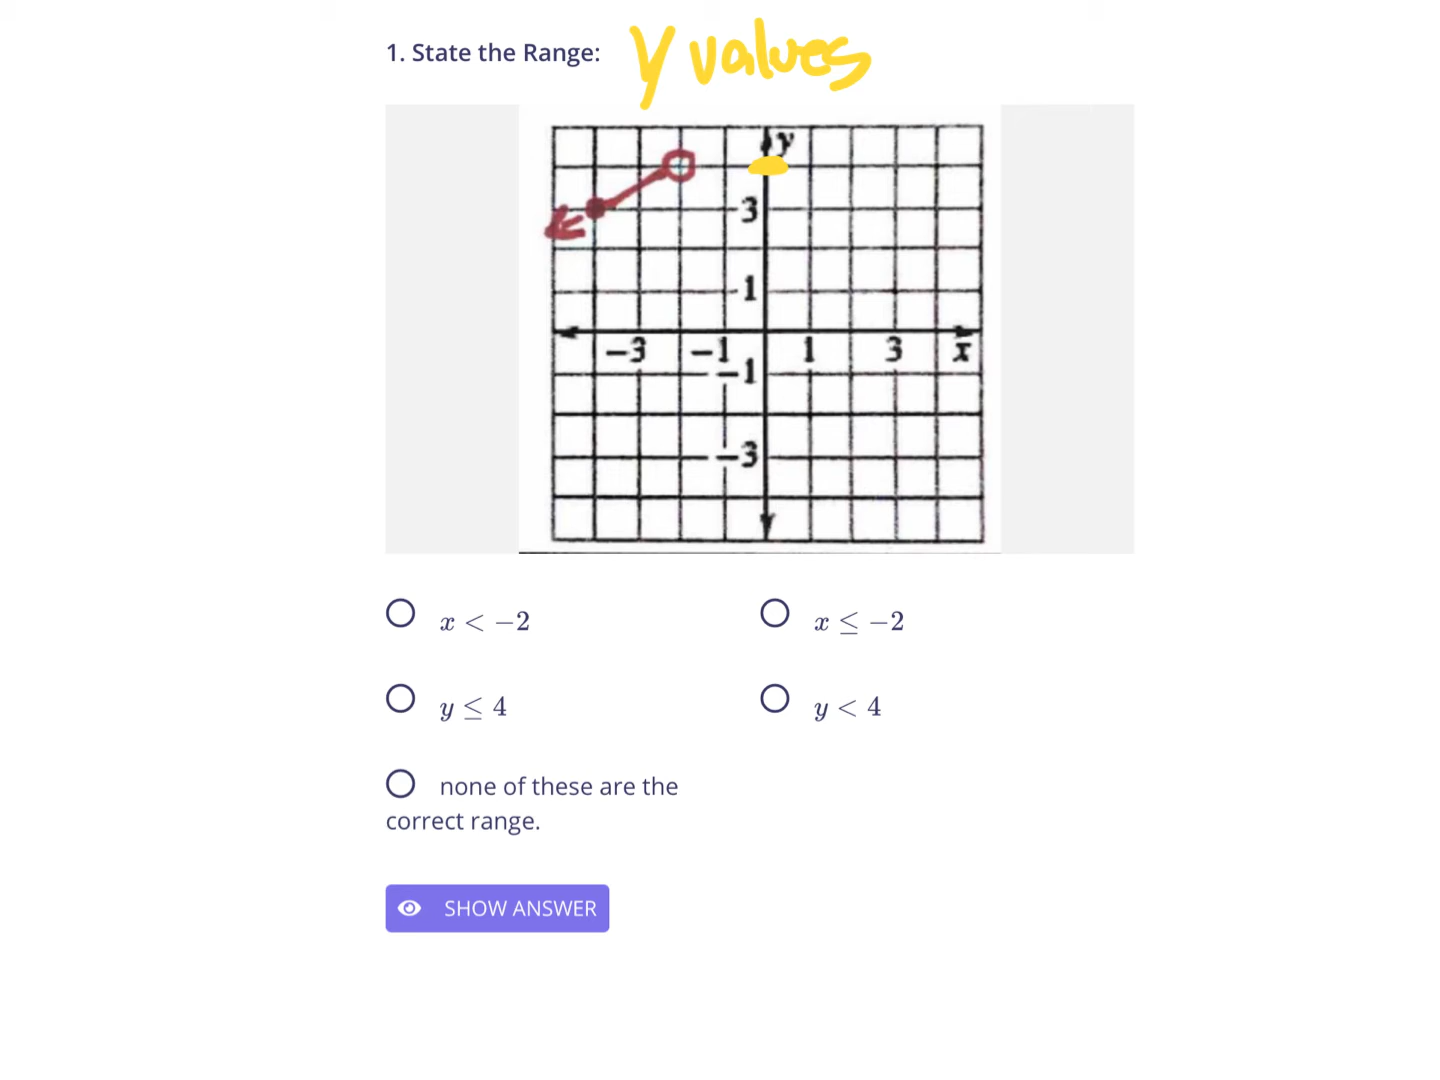 1. State the Range: y values
y
3
1
-3 -1 1 3 x
-1
-3
x < -2
x ≤ -2
y ≤ 4
y < 4
none of these are the
correct range.
SHOW ANSWER